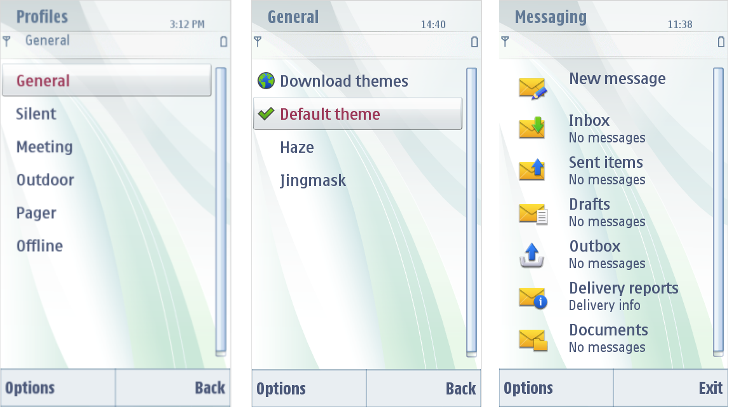 Profiles
3:12 PM
General
General
Silent
Meeting
Outdoor
Pager
Offline
Options Back
General
14:40
Download themes
Default theme
Haze
Jingmask
Options Back
Messaging
11:38
New message
Inbox
No messages
Sent items
No messages
Drafts
No messages
Outbox
No messages
Delivery reports
Delivery info
Documents
No messages
Options Exit